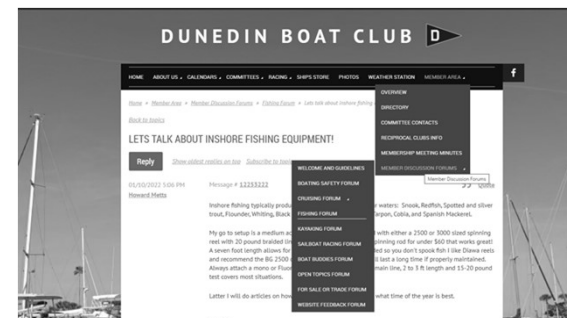 DUNEDIN BOAT CLUB D
HOME ABOUT US CALENDARS COMMITTEES RACING SHIPS STORE PHOTOS WEATHER STATION MEMBER AREA f
OVERVIEW
DIRECTORY
COMMITTEE CONTACTS
RECIPROCAL CLUBS INFO
MEMBERSHIP MEETING MINUTES
MEMBER DISCUSSION FORUMS
Member Discussion Forums
Home » Member Area » Member Discussion Forums » Fishing Forum » Lets talk about inshore fishing
Back to topics
LETS TALK ABOUT INSHORE FISHING EQUIPMENT!
Reply Show oldest replies on top Subscribe to topic
WELCOME AND GUIDELINES
BOATING SAFETY FORUM
CRUISING FORUM
FISHING FORUM
KAYAKING FORUM
SAILBOAT RACING FORUM
BOAT BUDDIES FORUM
OPEN TOPICS FORUM
FOR SALE OR TRADE FORUM
WEBSITE FEEDBACK FORUM
01/10/2022 5:06 PM Message # 12253222 Quote
Howard Metts
Inshore fishing typically produ waters: Snook, Redfish, Spotted and silver
trout, Flounder, Whiting, Black Tarpon, Cobia, and Spanish Mackerel.
My go to setup is a medium ac with either a 2500 or 3000 sized spinning
reel with 20 pound braided lin spinning rod for under $60 that works great!
A seven foot length allows for ded so you don't spook fish I like Diawa reels
and recommend the BG 2500 l last a long time if properly maintained.
Always attach a mono or Fluor main line, 2 to 3 ft length and 15-20 pound
test covers most situations.
Latter I will do articles on how what time of the year is best.